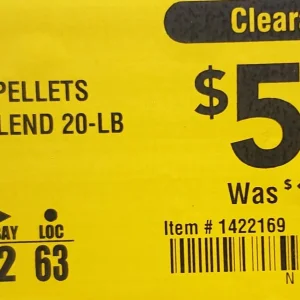 Clear
PELLETS
LEND 20-LB
$5
Was $
Item # 1422169
AY LOC
2 63
N